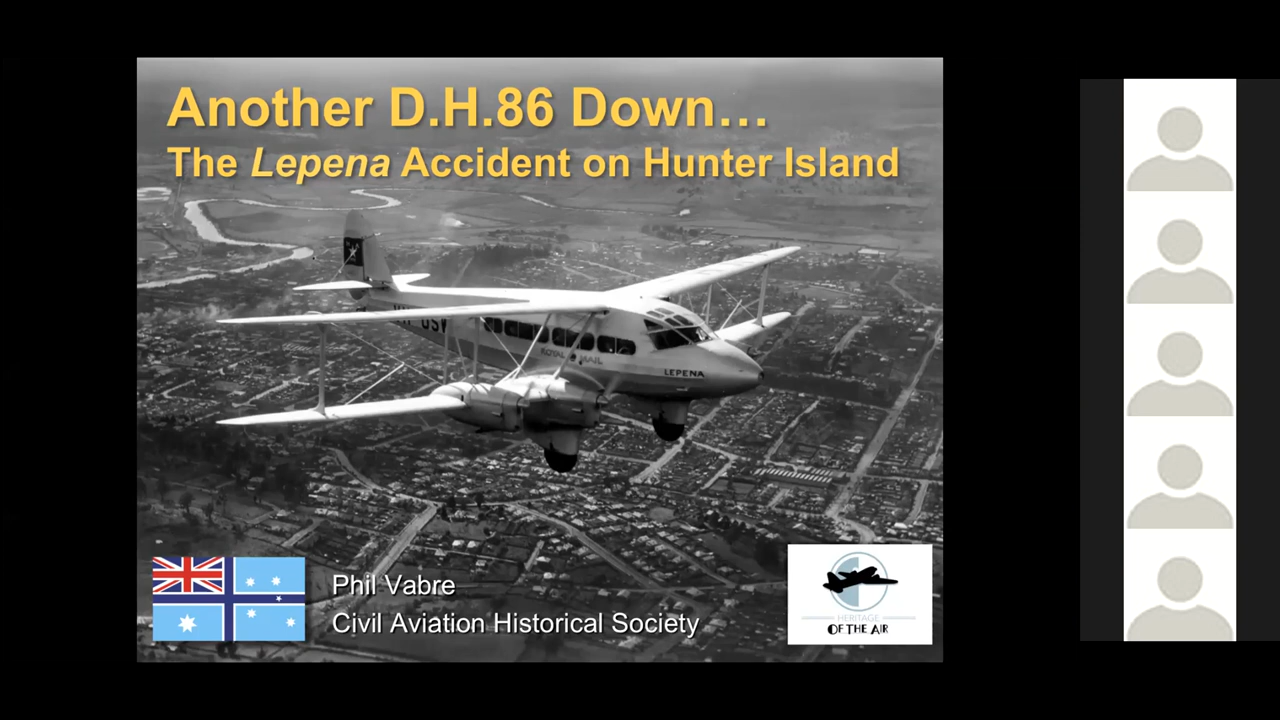 Another D.H.86 Down...
The Lepena Accident on Hunter Island
ROYAL MAIL
LEPENA
Phil Vabre
Civil Aviation Historical Society
HERITAGE
OF THE AIR